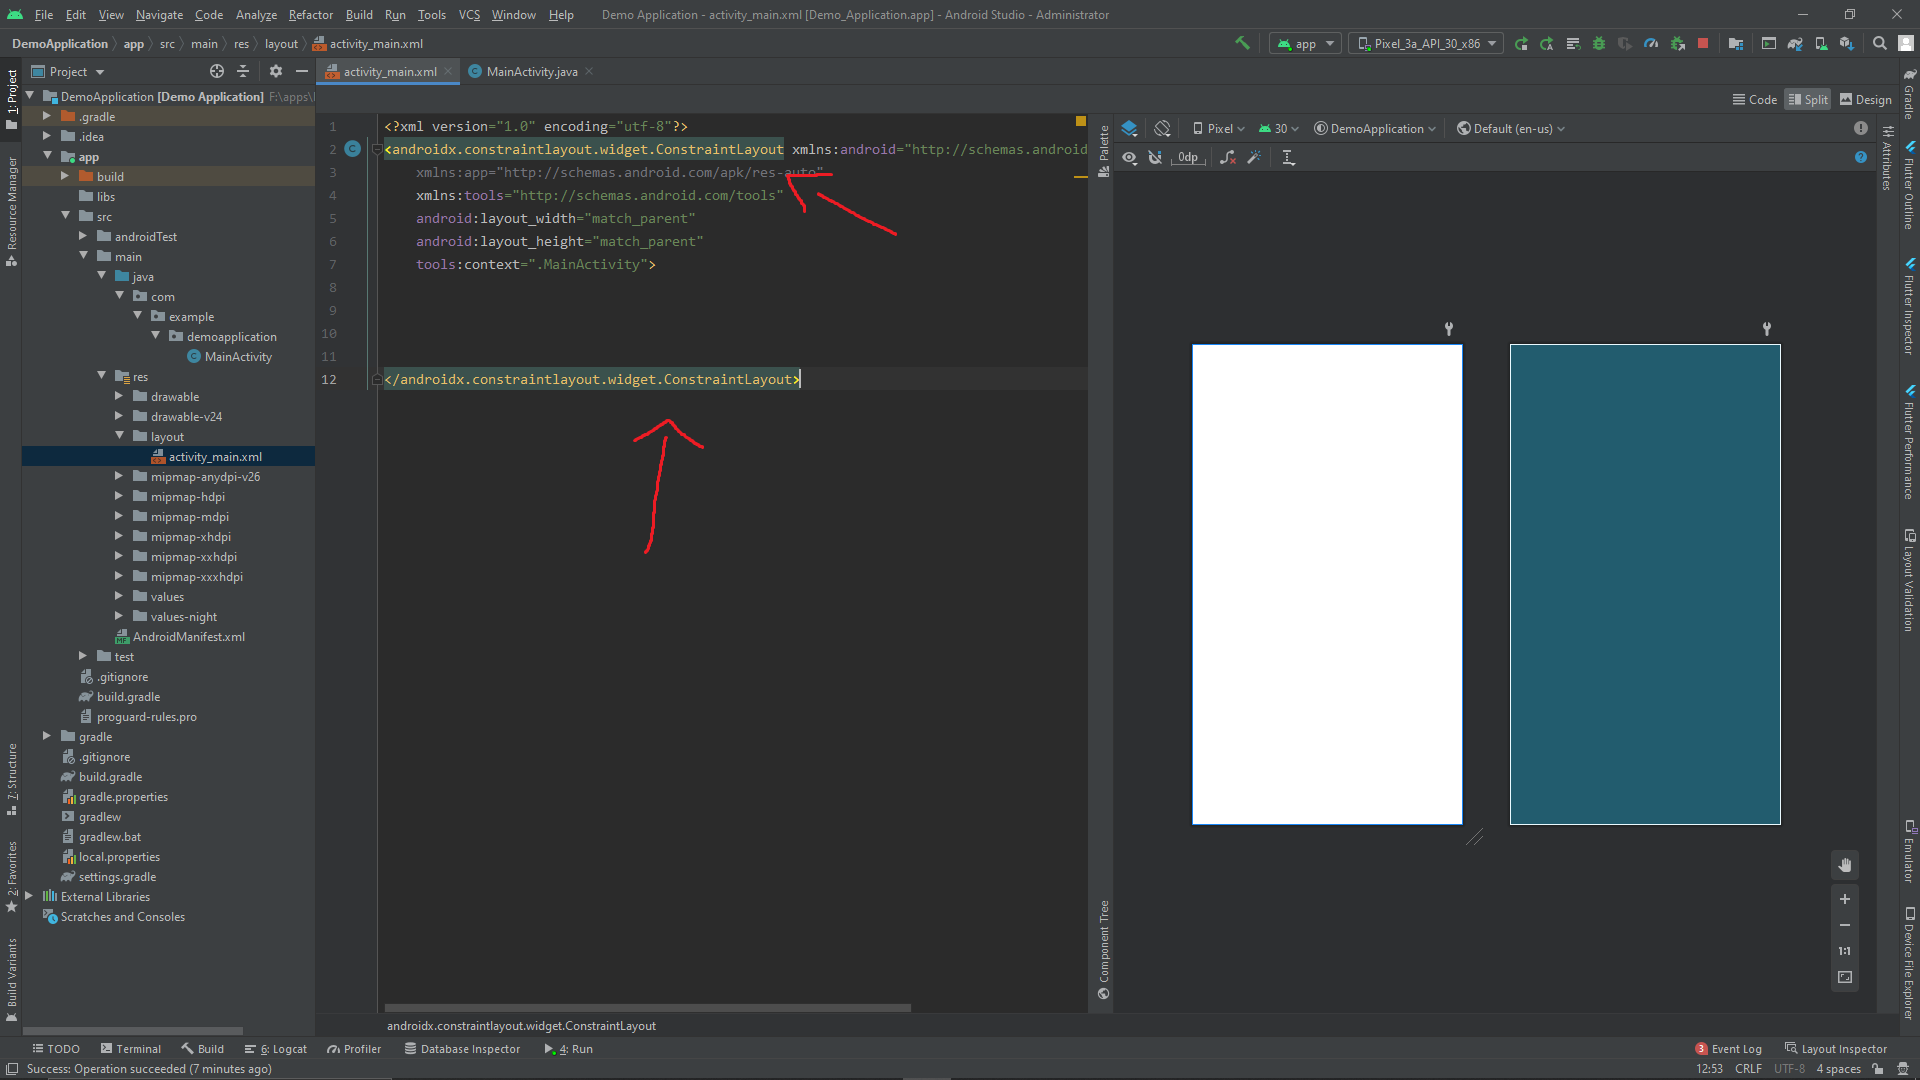 File Edit View Navigate Code Analyze Refactor Build Run Tools VCS Window Help Demo Application - activity_main.xml [Demo_Application.app] - Android Studio - Administrator
DemoApplication app src main res layout activity_main.xml app Pixel_3a_API_30_x86
Project activity_main.xml MainActivity.java
Code Split Design
1: Project
Resource Manager
7: Structure
2: Favorites
Build Variants
DemoApplication [Demo Application] F:\apps\
.gradle
.idea
app
build
libs
src
androidTest
main
java
com
example
demoapplication
MainActivity
res
drawable
drawable-v24
layout
activity_main.xml
mipmap-anydpi-v26
mipmap-hdpi
mipmap-mdpi
mipmap-xhdpi
mipmap-xxhdpi
mipmap-xxxhdpi
values
values-night
AndroidManifest.xml
test
.gitignore
build.gradle
proguard-rules.pro
gradle
.gitignore
build.gradle
gradle.properties
gradlew
gradlew.bat
local.properties
settings.gradle
External Libraries
Scratches and Consoles
1 <?xml version="1.0" encoding="utf-8"?>
2 <androidx.constraintlayout.widget.ConstraintLayout xmlns:android="http://schemas.android
3 xmlns:app="http://schemas.android.com/apk/res-auto"
4 xmlns:tools="http://schemas.android.com/tools"
5 android:layout_width="match_parent"
6 android:layout_height="match_parent"
7 tools:context=".MainActivity">
8
9
10
11
12 </androidx.constraintlayout.widget.ConstraintLayout>
androidx.constraintlayout.widget.ConstraintLayout
Palette
Component Tree
Pixel 30 DemoApplication Default (en-us)
0dp
1:1
Attributes
Gradle
Flutter Outline
Flutter Inspector
Flutter Performance
Layout Validation
Emulator
Device File Explorer
TODO Terminal Build 6: Logcat Profiler Database Inspector 4: Run 3 Event Log Layout Inspector
Success: Operation succeeded (7 minutes ago) 12:53 CRLF UTF-8 4 spaces